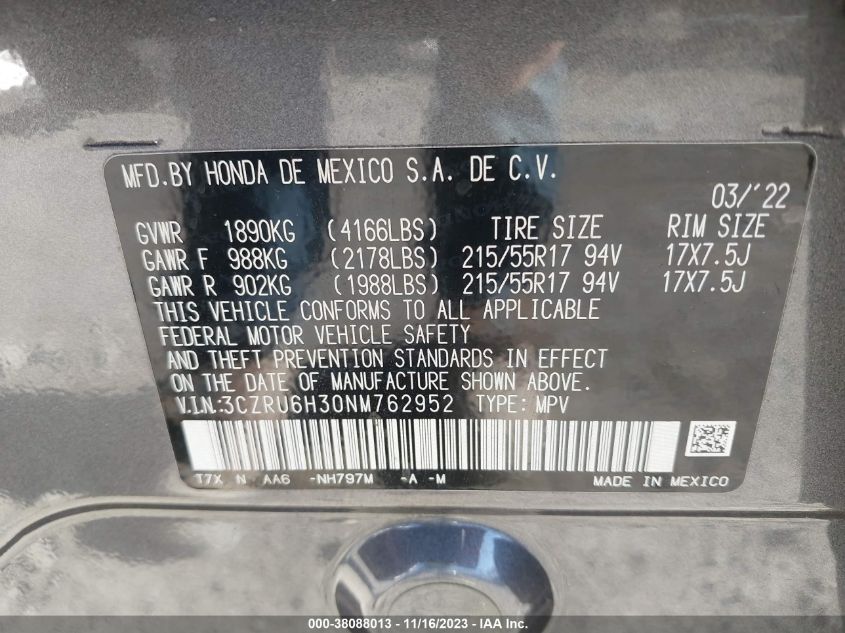 MFD.BY HONDA DE MEXICO S.A. DE C.V.
03/'22
GVWR 1890KG (4166LBS) TIRE SIZE RIM SIZE
GAWR F 988KG (2178LBS) 215/55R17 94V 17X7.5J
GAWR R 902KG (1988LBS) 215/55R17 94V 17X7.5J
THIS VEHICLE CONFORMS TO ALL APPLICABLE
FEDERAL MOTOR VEHICLE SAFETY
AND THEFT PREVENTION STANDARDS IN EFFECT
ON THE DATE OF MANUFACTURE SHOWN ABOVE.
V.I.N.:3CZRU6H30NM762952 TYPE: MPV
T7X N AA6 -NH797M -A -M MADE IN MEXICO
000-38088013 - 11/16/2023 - IAA Inc.